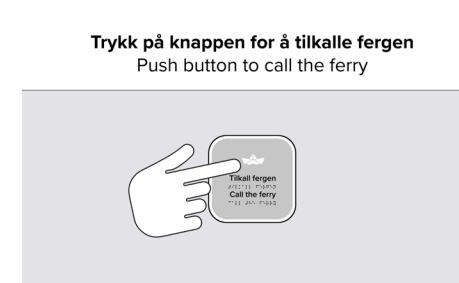 Trykk på knappen for å tilkalle fergen
Push button to call the ferry
Tilkall fergen
Call the ferry